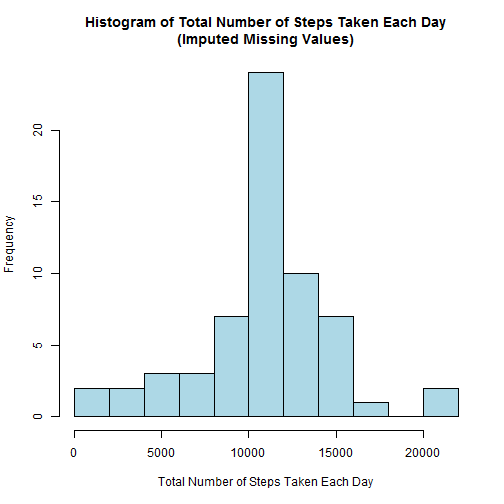 Histogram of Total Number of Steps Taken Each Day
(Imputed Missing Values)
Frequency
20
15
10
5
0
0 5000 10000 15000 20000
Total Number of Steps Taken Each Day